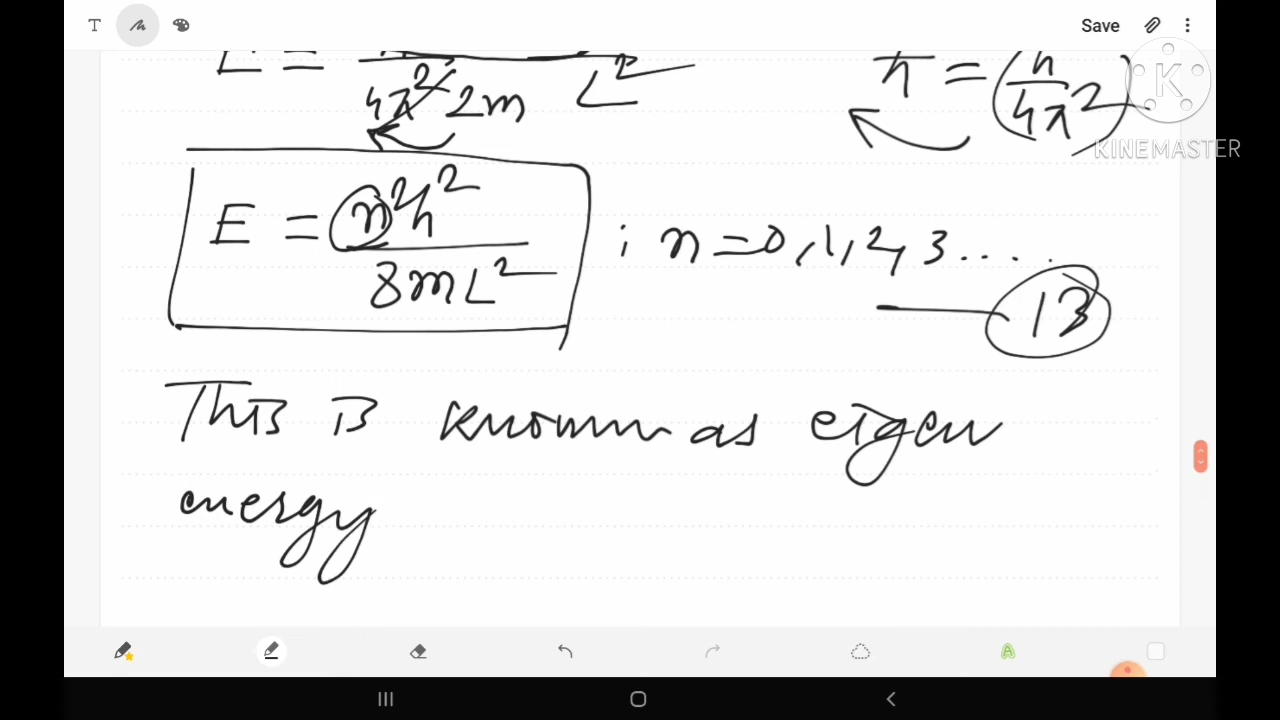 T Save
4π² 2m L² ħ = (h/4π²)
K
KINEMASTER
E = n²h²/8mL² ; n=0,1,2,3.....
13
This is known as eigen
energy
A